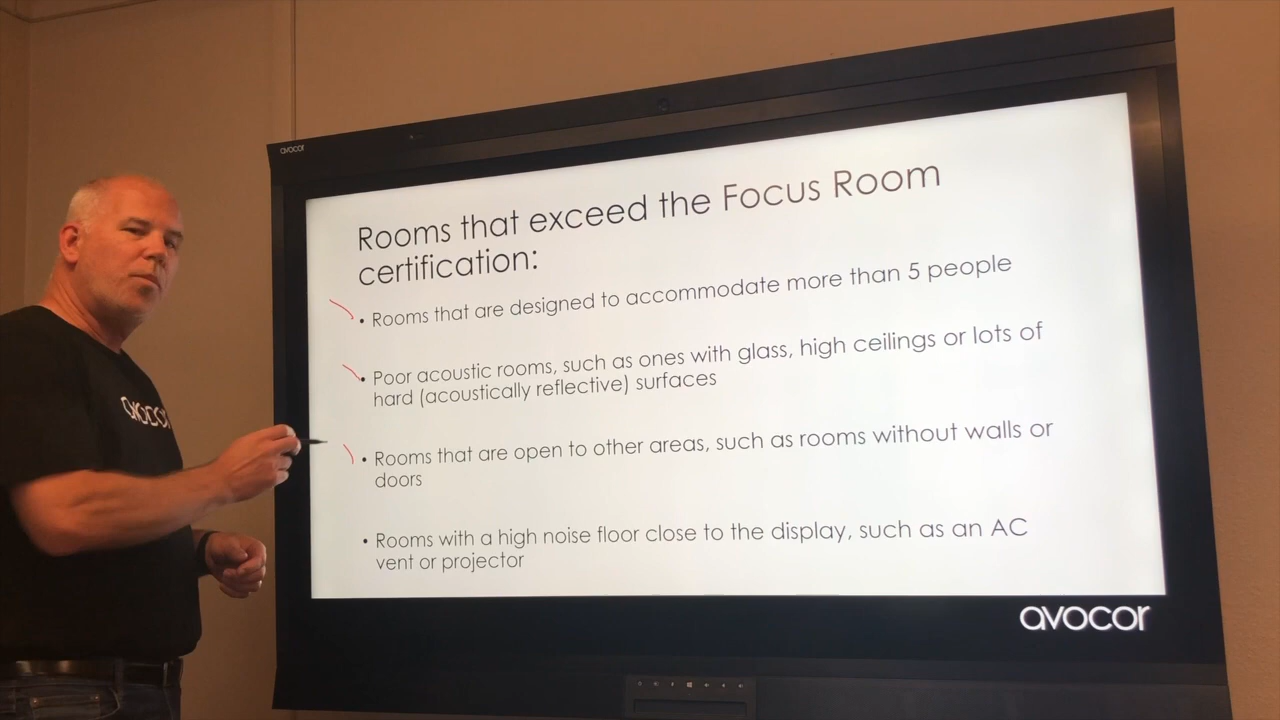 avocor
Rooms that exceed the Focus Room
certification:
• Rooms that are designed to accommodate more than 5 people
• Poor acoustic rooms, such as ones with glass, high ceilings or lots of
hard (acoustically reflective) surfaces
avocor
• Rooms that are open to other areas, such as rooms without walls or
doors
• Rooms with a high noise floor close to the display, such as an AC
vent or projector
avocor